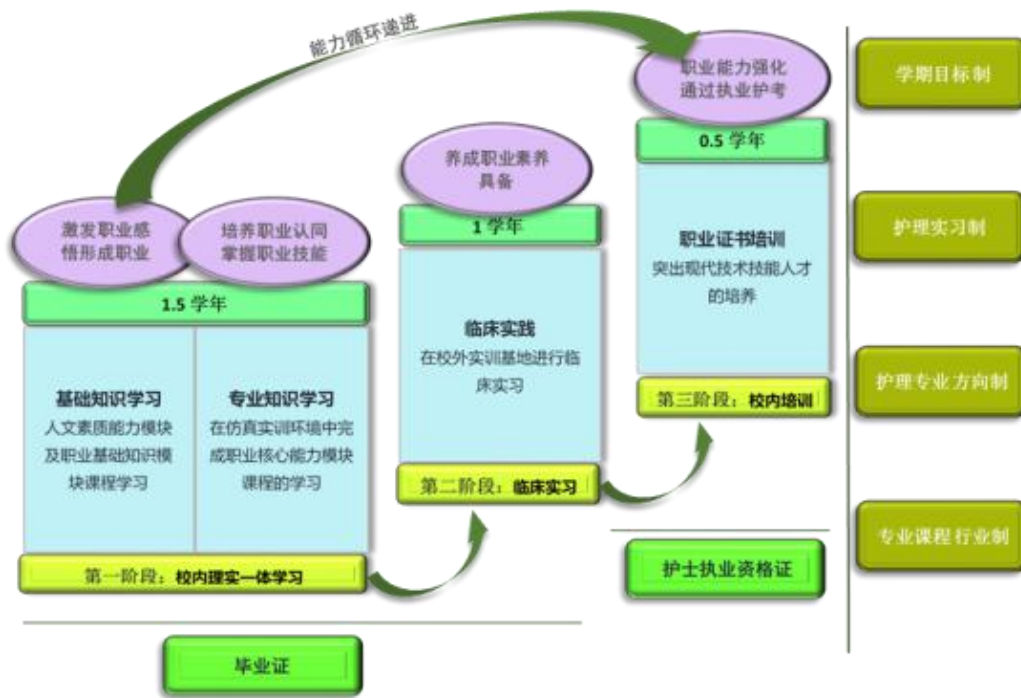 能力循环递进
职业能力强化
通过执业护考
0.5 学年
职业证书培训
突出现代技术技能人才
的培养
第三阶段：校内培训
养成职业素养
具备
1 学年
临床实践
在校外实训基地进行临
床实习
第二阶段：临床实习
激发职业感
悟形成职业
培养职业认同
掌握职业技能
1.5 学年
基础知识学习
人文素质能力模块
及职业基础知识模
块课程学习
专业知识学习
在仿真实训环境中完
成职业核心能力模块
课程的学习
第一阶段：校内理实一体学习
毕业证
护士执业资格证
学期目标制
护理实习制
护理专业方向制
专业课程行业制